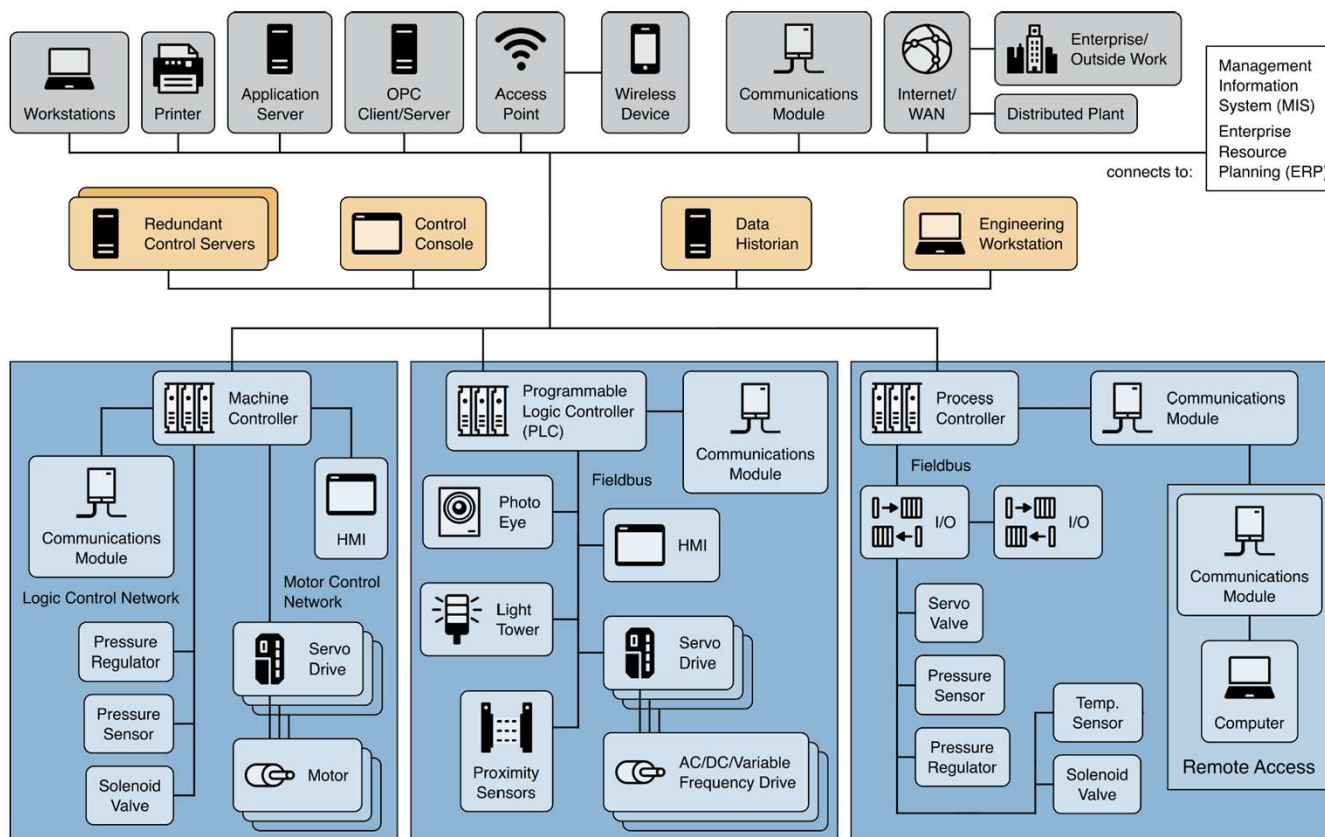 Workstations
Printer
Application
Server
OPC
Client/Server
Access
Point
Wireless
Device
Communications
Module
Internet/
WAN
Enterprise/
Outside Work
Distributed Plant
Management
Information
System (MIS)
Enterprise
Resource
Planning (ERP)
connects to:
Redundant
Control Servers
Control
Console
Data
Historian
Engineering
Workstation
Machine
Controller
Communications
Module
HMI
Logic Control Network
Motor Control
Network
Pressure
Regulator
Pressure
Sensor
Solenoid
Valve
Servo
Drive
Motor
Programmable
Logic Controller
(PLC)
Communications
Module
Fieldbus
Photo
Eye
HMI
Light
Tower
Servo
Drive
Proximity
Sensors
AC/DC/Variable
Frequency Drive
Process
Controller
Communications
Module
Fieldbus
I/O
I/O
Servo
Valve
Pressure
Sensor
Pressure
Regulator
Temp.
Sensor
Solenoid
Valve
Communications
Module
Computer
Remote Access